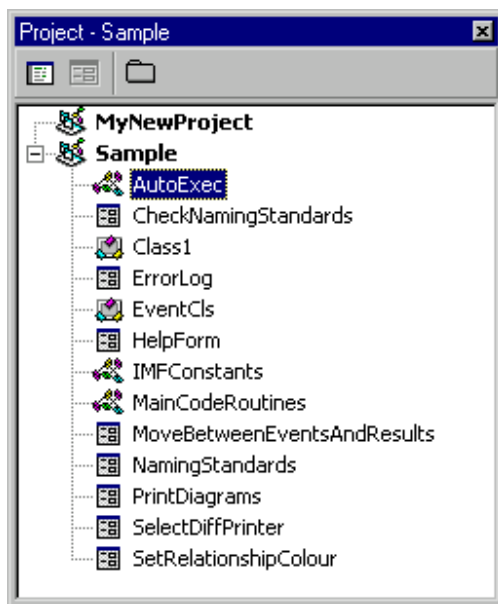 Project - Sample
MyNewProject
Sample
AutoExec
CheckNamingStandards
Class1
ErrorLog
EventCls
HelpForm
IMFConstants
MainCodeRoutines
MoveBetweenEventsAndResults
NamingStandards
PrintDiagrams
SelectDiffPrinter
SetRelationshipColour